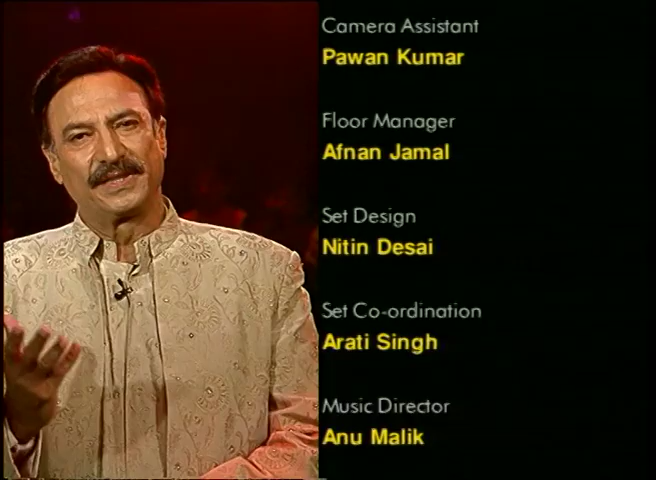 Camera Assistant
Pawan Kumar
Floor Manager
Afnan Jamal
Set Design
Nitin Desai
Set Co-ordination
Arati Singh
Music Director
Anu Malik